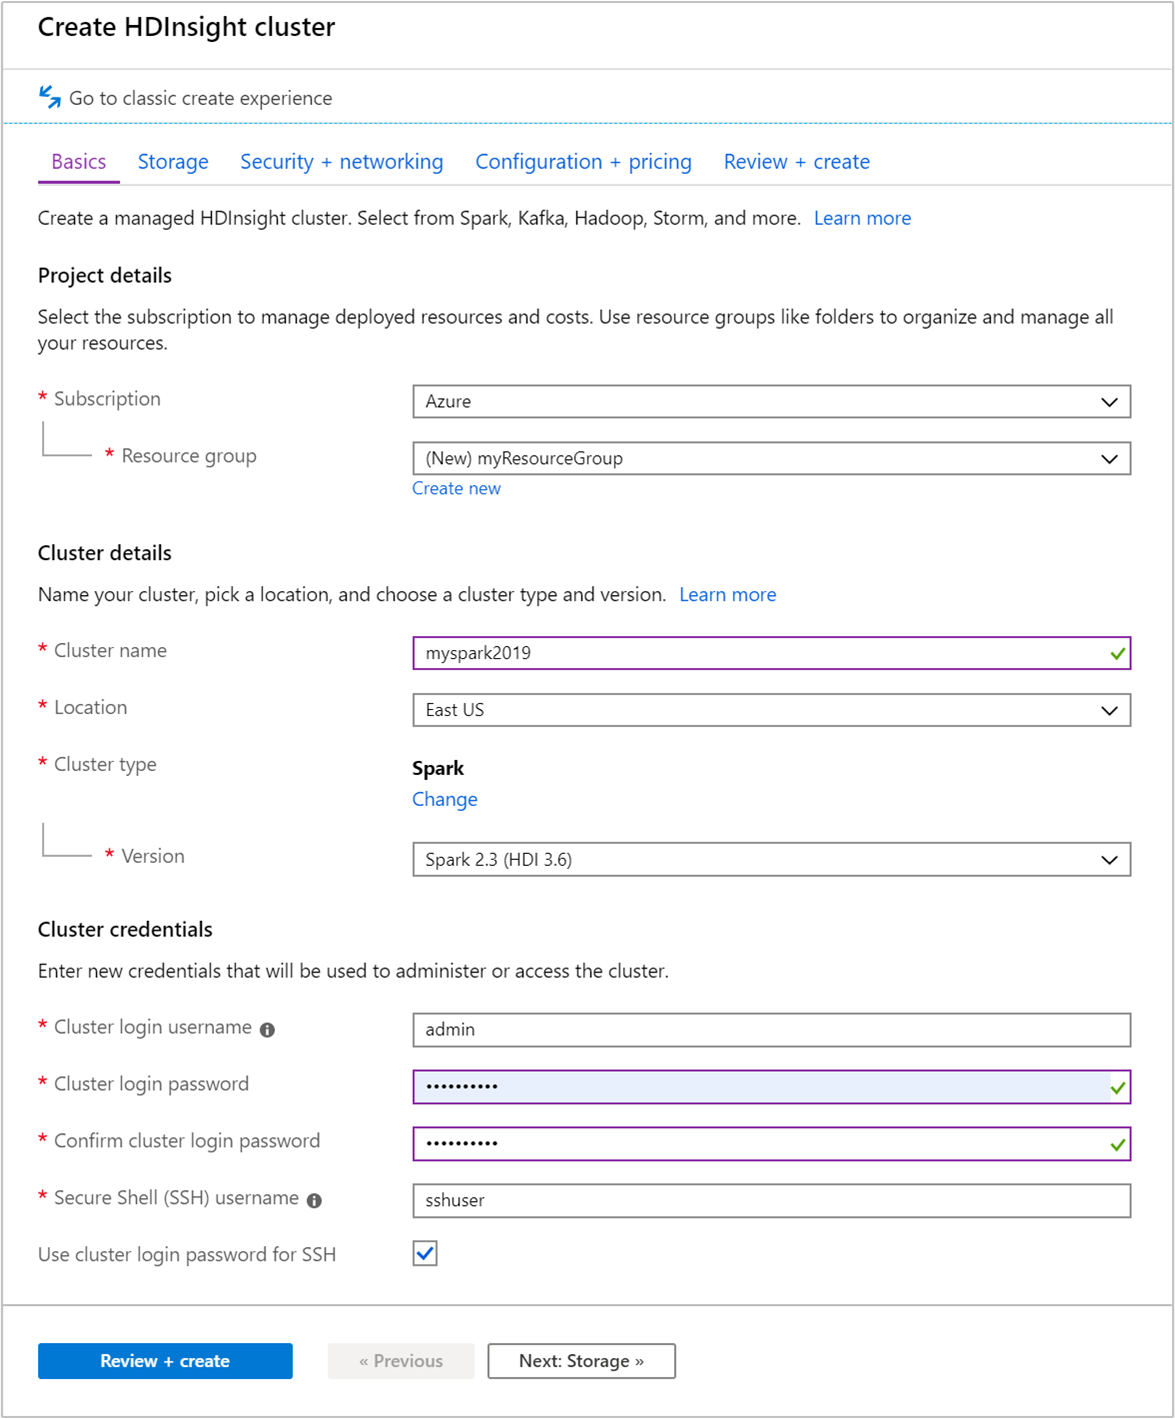 Create HDInsight cluster
Go to classic create experience
Basics Storage Security + networking Configuration + pricing Review + create
Create a managed HDInsight cluster. Select from Spark, Kafka, Hadoop, Storm, and more. Learn more
Project details
Select the subscription to manage deployed resources and costs. Use resource groups like folders to organize and manage all
your resources.
* Subscription Azure
* Resource group (New) myResourceGroup
Create new
Cluster details
Name your cluster, pick a location, and choose a cluster type and version. Learn more
* Cluster name myspark2019
* Location East US
* Cluster type Spark
Change
* Version Spark 2.3 (HDI 3.6)
Cluster credentials
Enter new credentials that will be used to administer or access the cluster.
* Cluster login username admin
* Cluster login password ••••••••••
* Confirm cluster login password ••••••••••
* Secure Shell (SSH) username sshuser
Use cluster login password for SSH
Review + create « Previous Next: Storage »